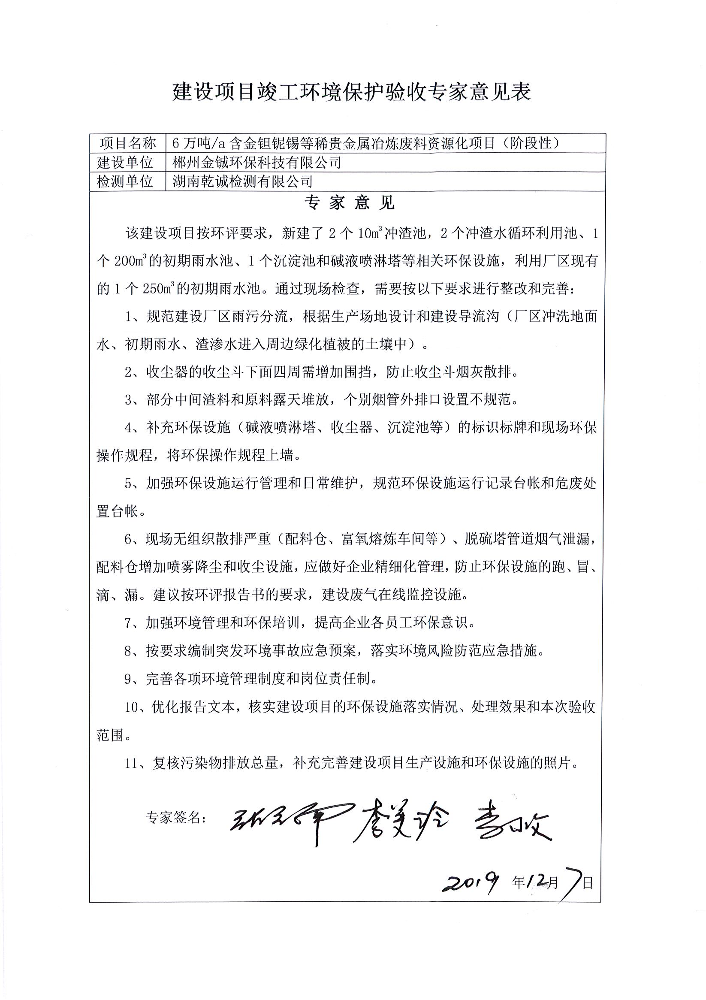 建设项目竣工环境保护验收专家意见表
项目名称 6万吨/a含金钽铌锡等稀贵金属冶炼废料资源化项目（阶段性）
建设单位 郴州金铖环保科技有限公司
检测单位 湖南乾诚检测有限公司
专 家 意 见
该建设项目按环评要求，新建了2个10m³冲渣池，2个冲渣水循环利用池、1
个200m³的初期雨水池、1个沉淀池和碱液喷淋塔等相关环保设施，利用厂区现有
的1个250m³的初期雨水池。通过现场检查，需要按以下要求进行整改和完善：
1、规范建设厂区雨污分流，根据生产场地设计和建设导流沟（厂区冲洗地面
水、初期雨水、渣渗水进入周边绿化植被的土壤中）。
2、收尘器的收尘斗下面四周需增加围挡，防止收尘斗烟灰散排。
3、部分中间渣料和原料露天堆放，个别烟管外排口设置不规范。
4、补充环保设施（碱液喷淋塔、收尘器、沉淀池等）的标识标牌和现场环保
操作规程，将环保操作规程上墙。
5、加强环保设施运行管理和日常维护，规范环保设施运行记录台帐和危废处
置台帐。
6、现场无组织散排严重（配料仓、富氧熔炼车间等）、脱硫塔管道烟气泄漏，
配料仓增加喷雾降尘和收尘设施，应做好企业精细化管理，防止环保设施的跑、冒、
滴、漏。建议按环评报告书的要求，建设废气在线监控设施。
7、加强环境管理和环保培训，提高企业各员工环保意识。
8、按要求编制突发环境事故应急预案，落实环境风险防范应急措施。
9、完善各项环境管理制度和岗位责任制。
10、优化报告文本，核实建设项目的环保设施落实情况、处理效果和本次验收
范围。
11、复核污染物排放总量，补充完善建设项目生产设施和环保设施的照片。
专家签名：
2019 年12月7日